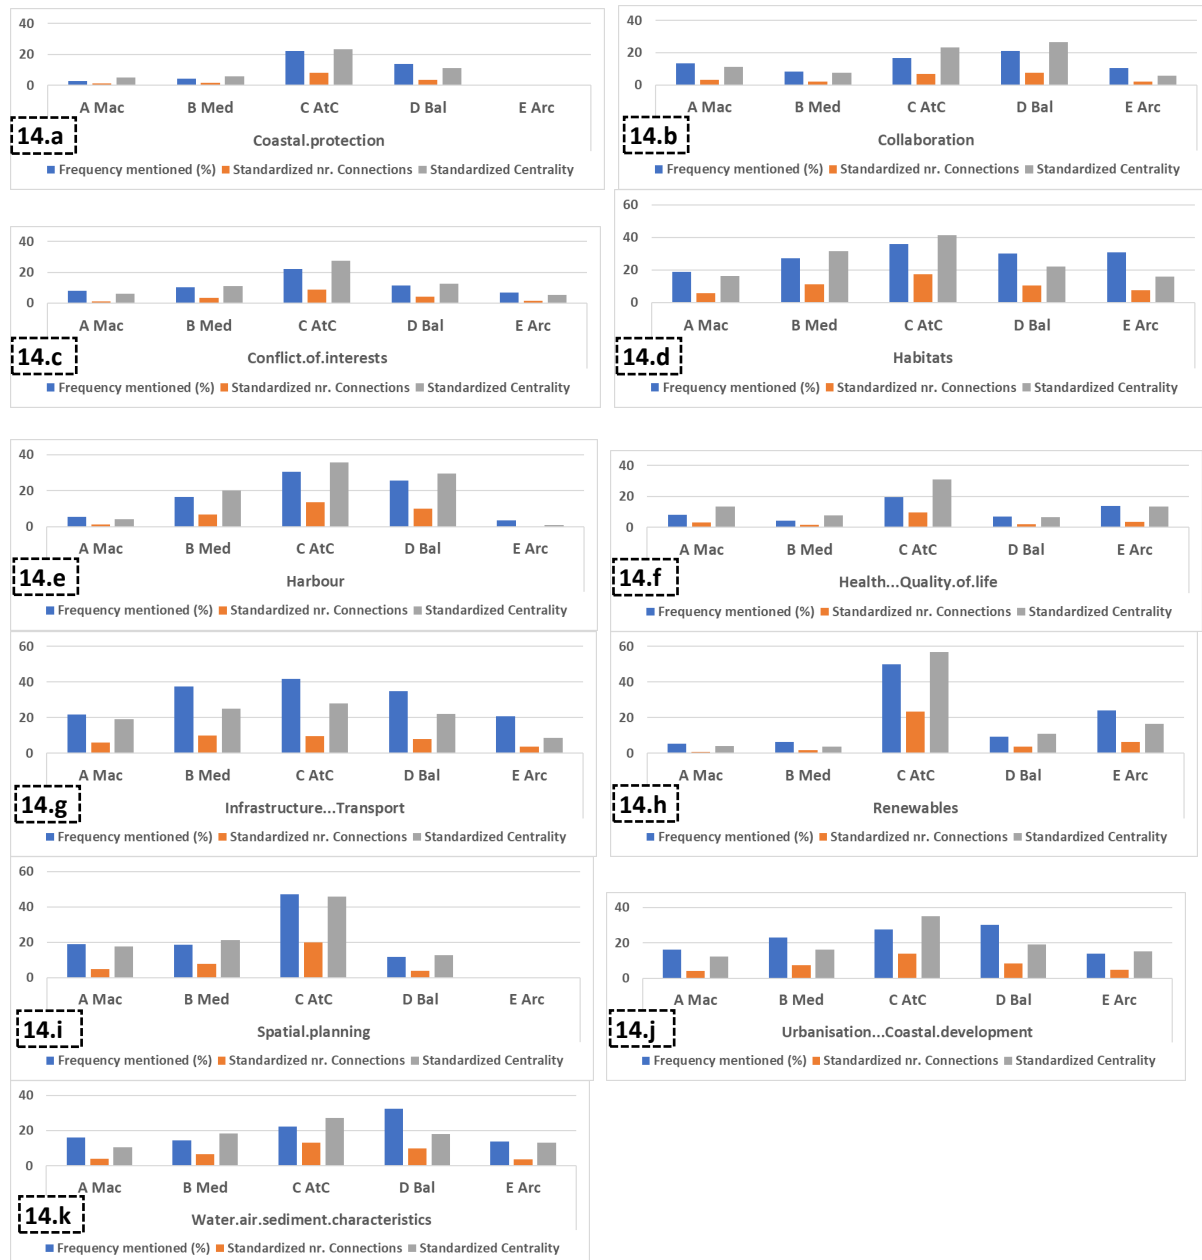 40
20
0
A Mac B Med C AtC D Bal E Arc
14.a
Coastal.protection
Frequency mentioned (%) Standardized nr. Connections Standardized Centrality
40
20
0
A Mac B Med C AtC D Bal E Arc
14.b
Collaboration
Frequency mentioned (%) Standardized nr. Connections Standardized Centrality
40
20
0
A Mac B Med C AtC D Bal E Arc
14.c
Conflict.of.interests
Frequency mentioned (%) Standardized nr. Connections Standardized Centrality
60
40
20
0
A Mac B Med C AtC D Bal E Arc
14.d
Habitats
Frequency mentioned (%) Standardized nr. Connections Standardized Centrality
40
20
0
A Mac B Med C AtC D Bal E Arc
14.e
Harbour
Frequency mentioned (%) Standardized nr. Connections Standardized Centrality
40
20
0
A Mac B Med C AtC D Bal E Arc
14.f
Health...Quality.of.life
Frequency mentioned (%) Standardized nr. Connections Standardized Centrality
60
40
20
0
A Mac B Med C AtC D Bal E Arc
14.g
Infrastructure...Transport
Frequency mentioned (%) Standardized nr. Connections Standardized Centrality
60
40
20
0
A Mac B Med C AtC D Bal E Arc
14.h
Renewables
Frequency mentioned (%) Standardized nr. Connections Standardized Centrality
60
40
20
0
A Mac B Med C AtC D Bal E Arc
14.i
Spatial.planning
Frequency mentioned (%) Standardized nr. Connections Standardized Centrality
40
20
0
A Mac B Med C AtC D Bal E Arc
14.j
Urbanisation...Coastal.development
Frequency mentioned (%) Standardized nr. Connections Standardized Centrality
40
20
0
A Mac B Med C AtC D Bal E Arc
14.k
Water.air.sediment.characteristics
Frequency mentioned (%) Standardized nr. Connections Standardized Centrality